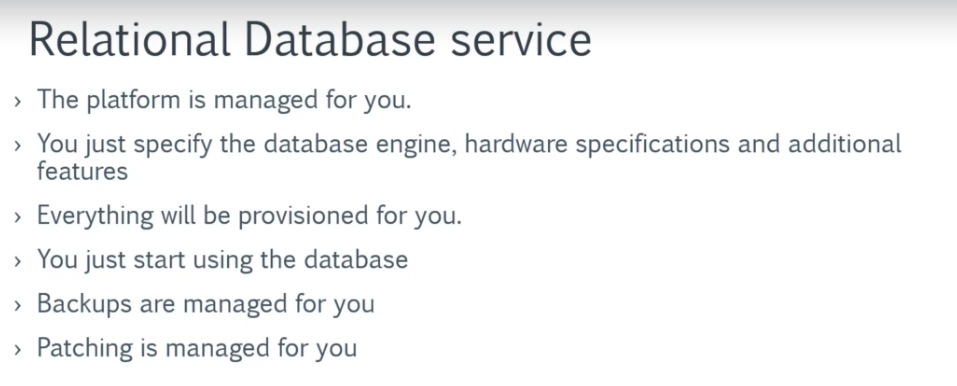 Relational Database service
› The platform is managed for you.
› You just specify the database engine, hardware specifications and additional
features
› Everything will be provisioned for you.
› You just start using the database
› Backups are managed for you
› Patching is managed for you